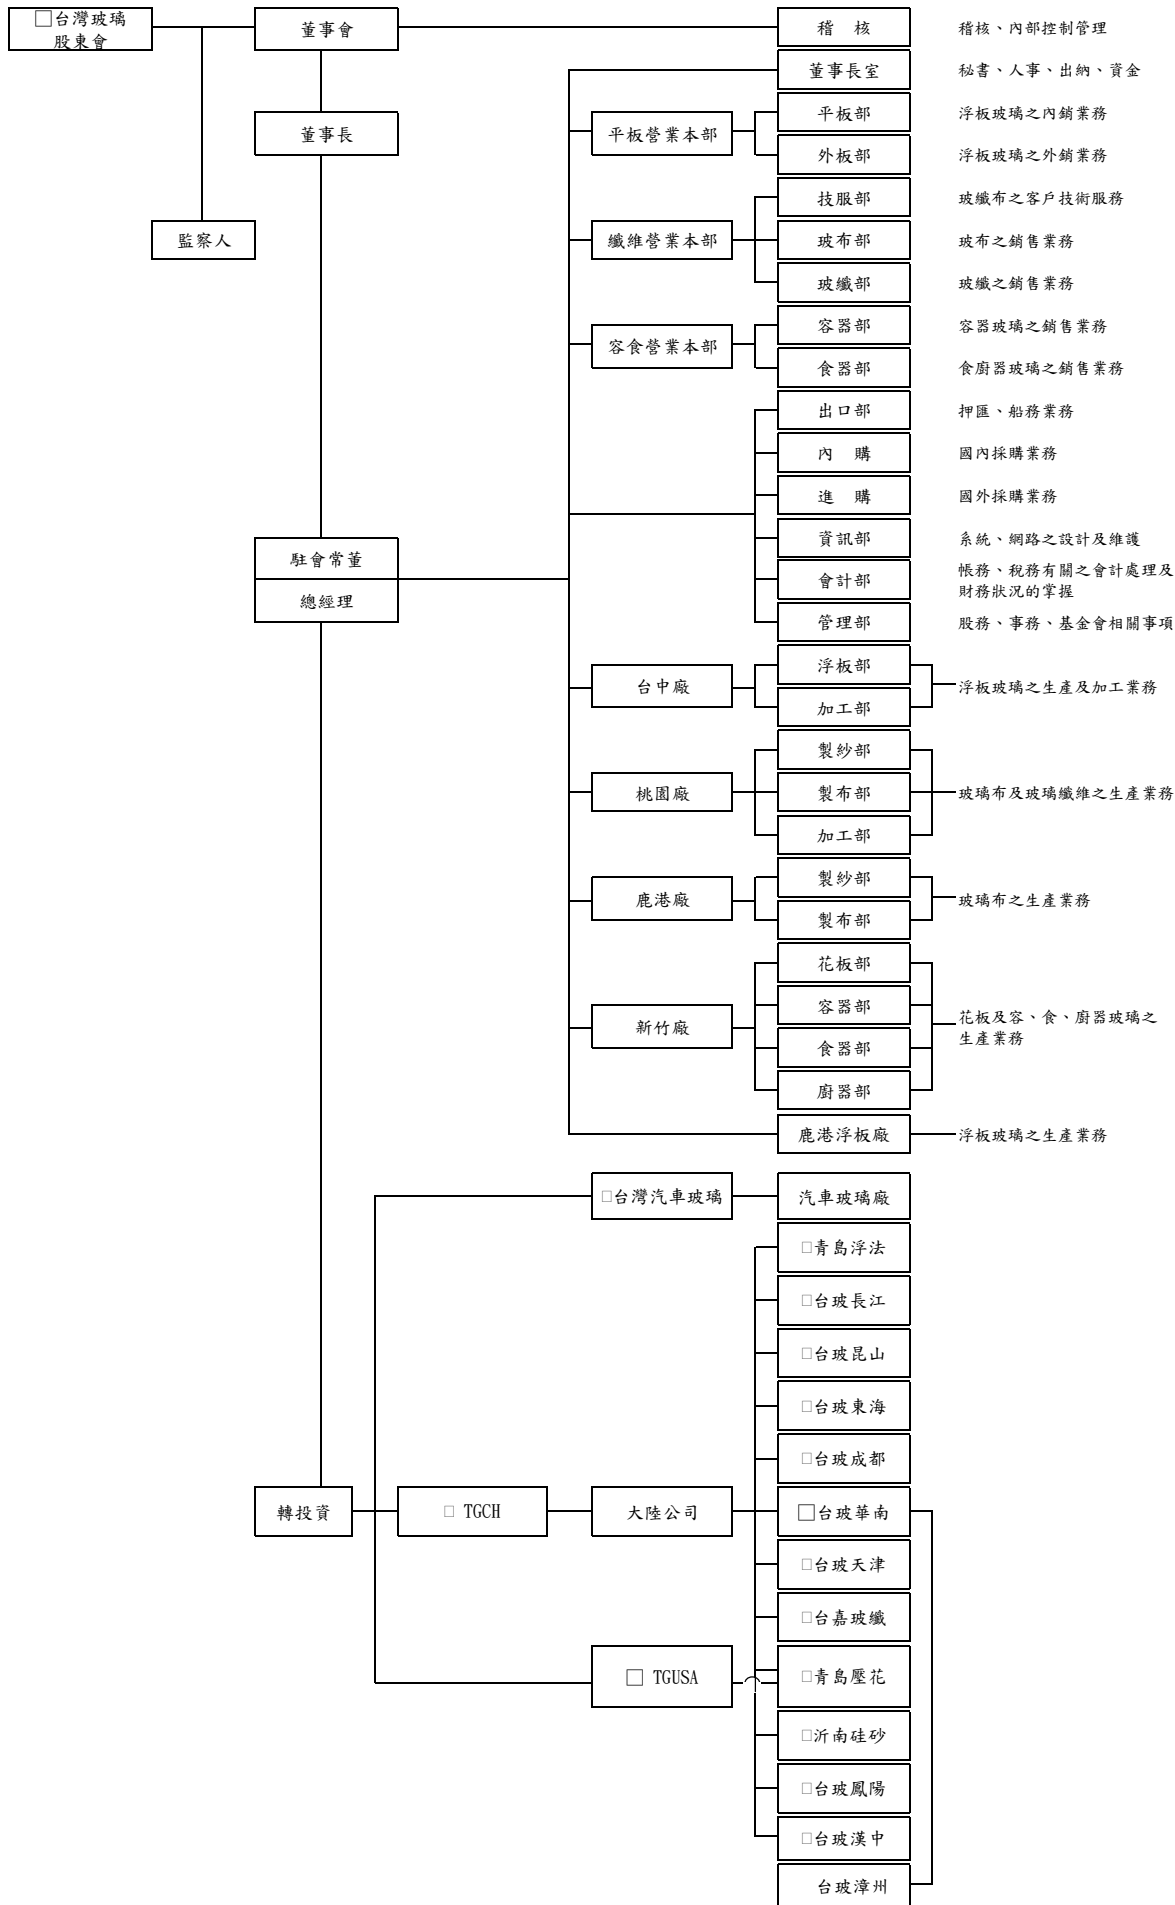 □台灣玻璃
股東會
董事會
稽　核
稽核、內部控制管理
董事長室
秘書、人事、出納、資金
董事長
平板營業本部
平板部
浮板玻璃之內銷業務
外板部
浮板玻璃之外銷業務
監察人
纖維營業本部
技服部
玻纖布之客戶技術服務
玻布部
玻布之銷售業務
玻纖部
玻纖之銷售業務
容食營業本部
容器部
容器玻璃之銷售業務
食器部
食廚器玻璃之銷售業務
出口部
押匯、船務業務
內　購
國內採購業務
進　購
國外採購業務
駐會常董
總經理
資訊部
系統、網路之設計及維護
會計部
帳務、稅務有關之會計處理及
財務狀況的掌握
管理部
股務、事務、基金會相關事項
台中廠
浮板部
加工部
浮板玻璃之生產及加工業務
桃園廠
製紗部
製布部
加工部
玻璃布及玻璃纖維之生產業務
鹿港廠
製紗部
製布部
玻璃布之生產業務
新竹廠
花板部
容器部
食器部
廚器部
花板及容、食、廚器玻璃之
生產業務
鹿港浮板廠
浮板玻璃之生產業務
□台灣汽車玻璃
汽車玻璃廠
轉投資
□ TGCH
大陸公司
□青島浮法
□台玻長江
□台玻昆山
□台玻東海
□台玻成都
□台玻華南
□台玻天津
□台嘉玻纖
□ TGUSA
□青島壓花
□沂南硅砂
□台玻鳳陽
□台玻漢中
台玻漳州